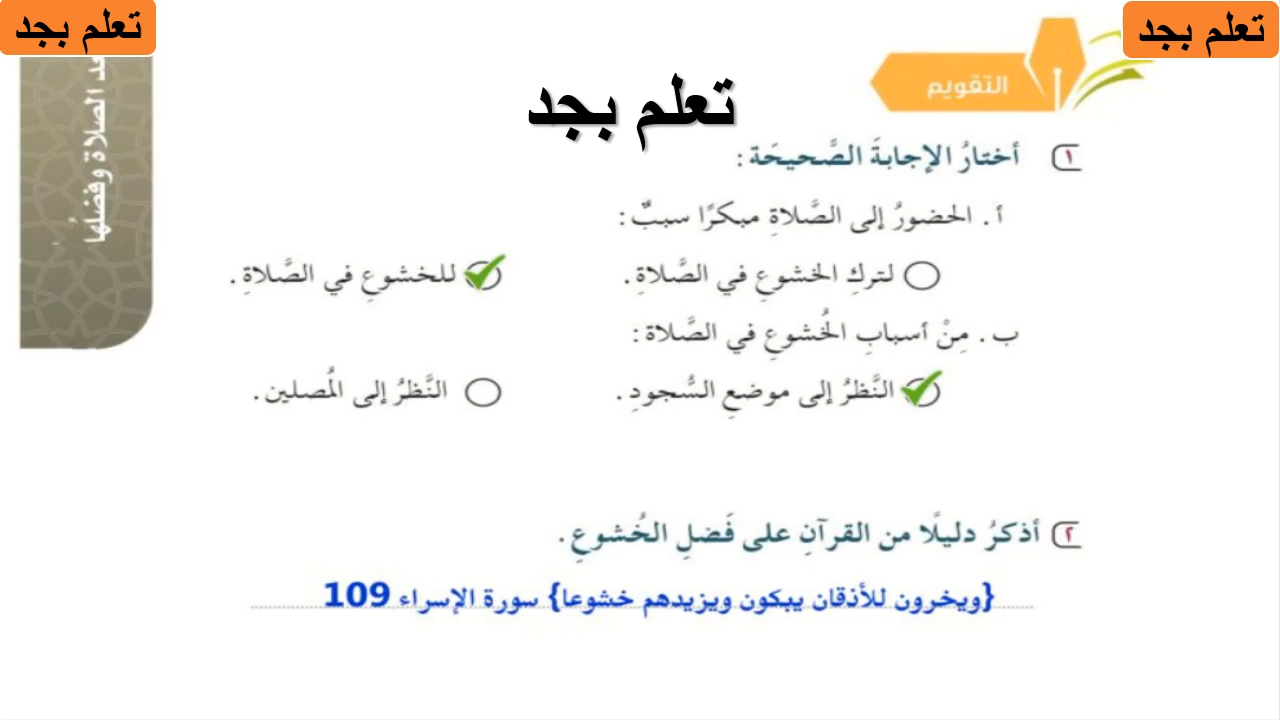 تعلم بجد
تعلم بجد
التقويم
تعلم بجد
الصلاة وفضلها
١ أختارُ الإجابةَ الصَّحيحَة :
أ . الحضورُ إلى الصَّلاةِ مبكرًا سببٌ :
لتركِ الخشوعِ في الصَّلاةِ . للخشوعِ في الصَّلاةِ .
ب . مِنْ أسبابِ الخُشوعِ في الصَّلاة :
النَّظرُ إلى موضعِ السُّجودِ . النَّظرُ إلى المُصلين .
٢ أذكرُ دليلًا من القرآنِ على فَضلِ الخُشوعِ .
{ويخرون للأذقان يبكون ويزيدهم خشوعا} سورة الإسراء 109